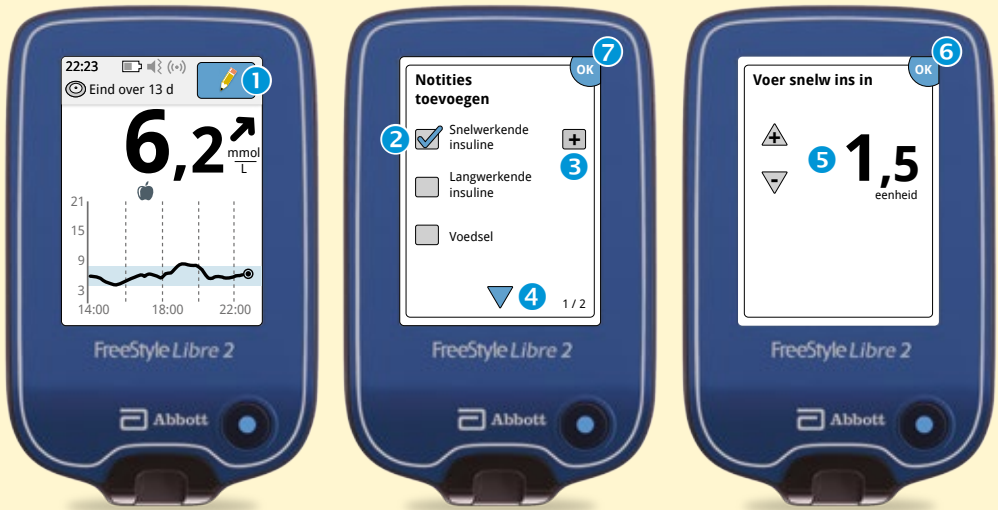 22:23
1
Eind over 13 d
6,2
mmol
L
21
15
9
3
14:00
18:00
22:00
FreeStyle Libre 2
Abbott
7
OK
Notities
toevoegen
2
Snelwerkende
insuline
+
3
Langwerkende
insuline
Voedsel
4
1 / 2
FreeStyle Libre 2
Abbott
6
OK
Voer snelw ins in
+
5
1,5
-
eenheid
FreeStyle Libre 2
Abbott